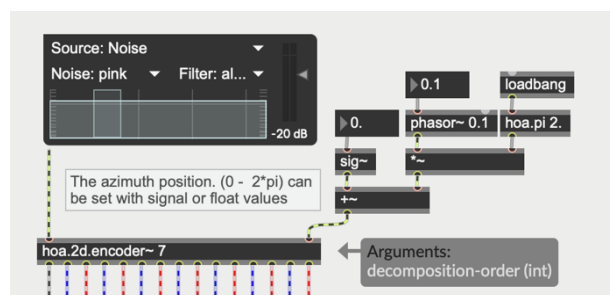 Source: Noise
Noise: pink
Filter: al...
-20 dB
0.1
loadbang
0.
phasor~ 0.1
hoa.pi 2.
sig~
*~
The azimuth position. (0 - 2*pi) can
be set with signal or float values
+~
hoa.2d.encoder~ 7
Arguments:
decomposition-order (int)